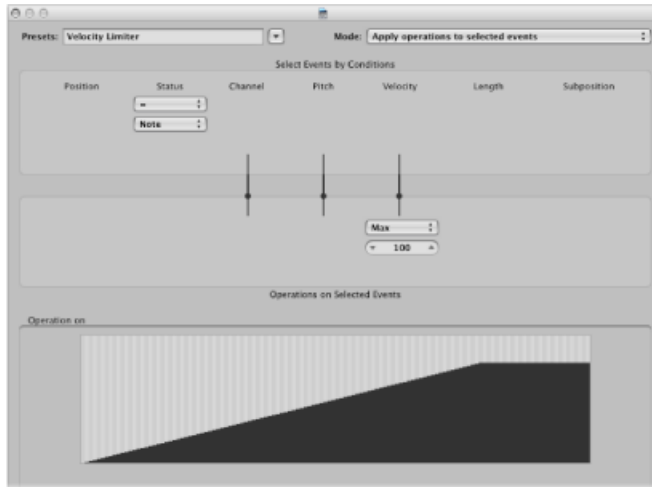 Presets: Velocity Limiter Mode: Apply operations to selected events
Select Events by Conditions
Position Status Channel Pitch Velocity Length Subposition
=
Note
Max
100
Operations on Selected Events
Operation on